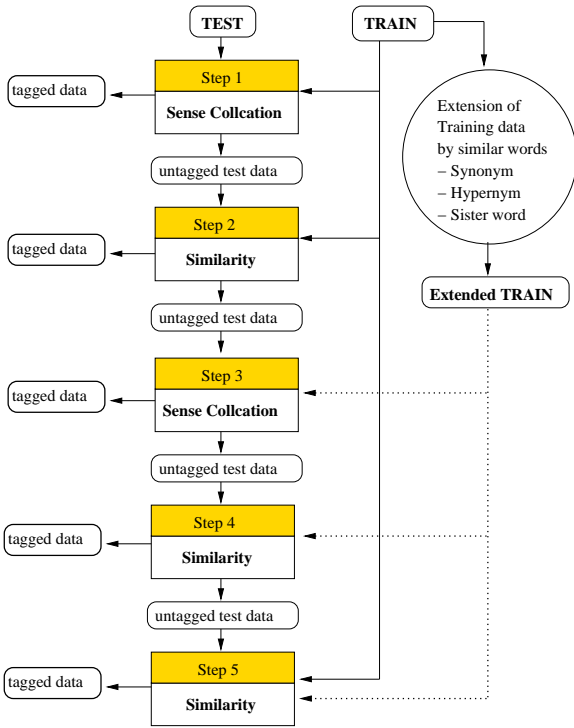 TEST
TRAIN
Step 1
Sense Collcation
tagged data
untagged test data
Step 2
Similarity
tagged data
untagged test data
Step 3
Sense Collcation
tagged data
untagged test data
Step 4
Similarity
tagged data
untagged test data
Step 5
Similarity
tagged data
Extension of
Training data
by similar words
– Synonym
– Hypernym
– Sister word
Extended TRAIN